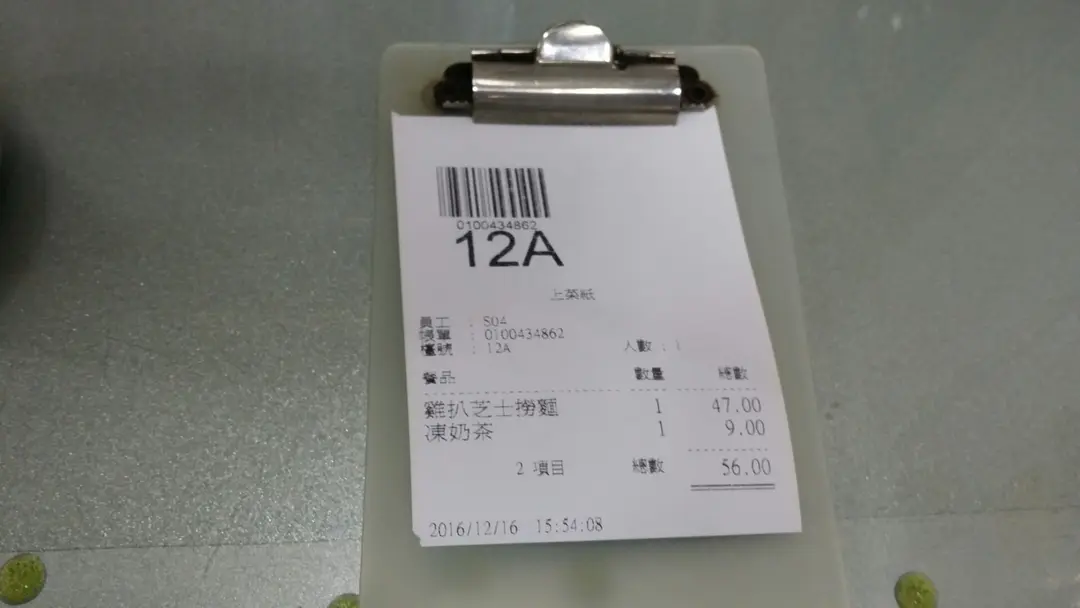 0100434862
12A
上菜紙
員工 : S04
帳單 : 0100434862
檯號 : 12A 人數 : 1
餐品 數量 總數
雞扒芝士撈麵 1 47.00
凍奶茶 1 9.00
2 項目 總數 56.00
2016/12/16 15:54:08